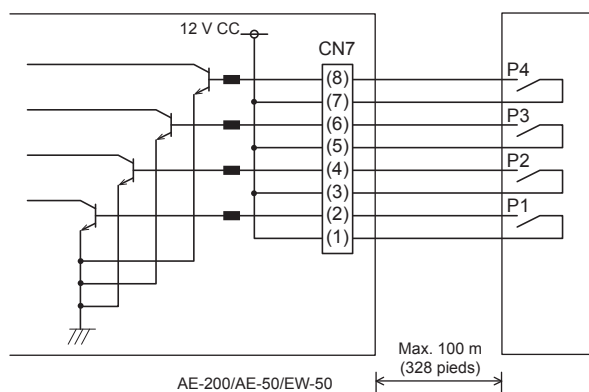 12 V CC
CN7
(8)
(7)
(6)
(5)
(4)
(3)
(2)
(1)
P4
P3
P2
P1
Max. 100 m
(328 pieds)
AE-200/AE-50/EW-50